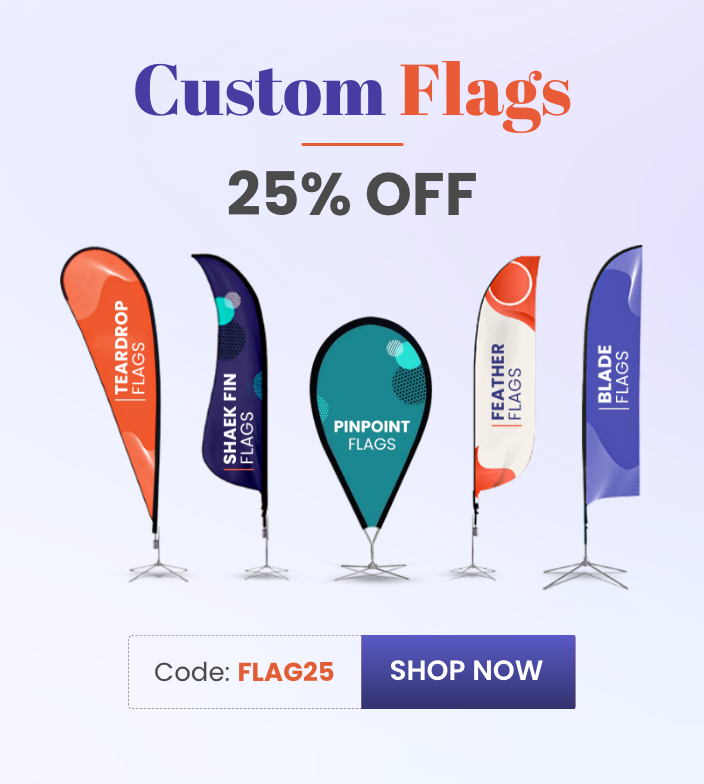 Custom Flags
25% OFF
TEARDROP
FLAGS
SHAEK FIN
FLAGS
PINPOINT
FLAGS
FEATHER
FLAGS
BLADE
FLAGS
Code: FLAG25
SHOP NOW